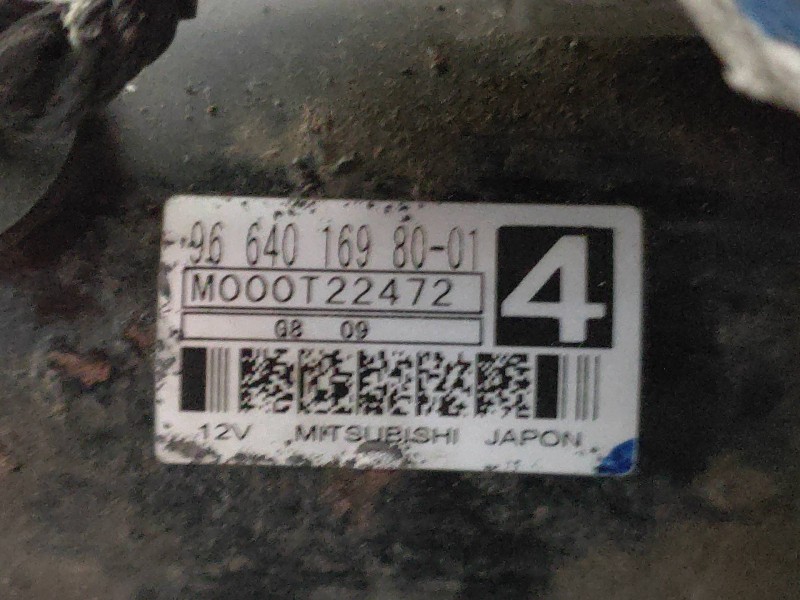 96 640 169 80-01
4
M000T22472
G8 09
12V MITSUBISHI JAPON